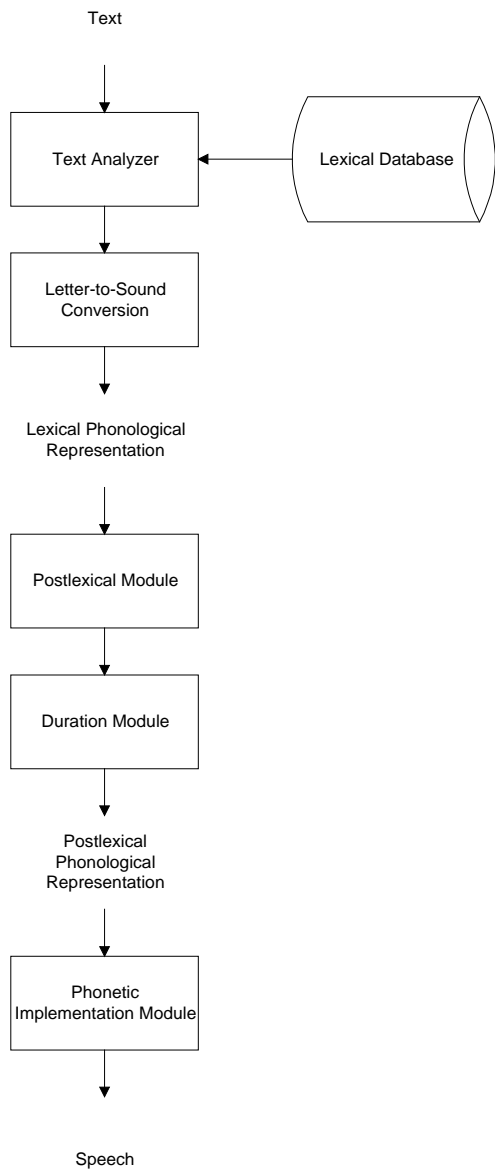 Text
Text Analyzer
Lexical Database
Letter-to-Sound
Conversion
Lexical Phonological
Representation
Postlexical Module
Duration Module
Postlexical
Phonological
Representation
Phonetic
Implementation Module
Speech